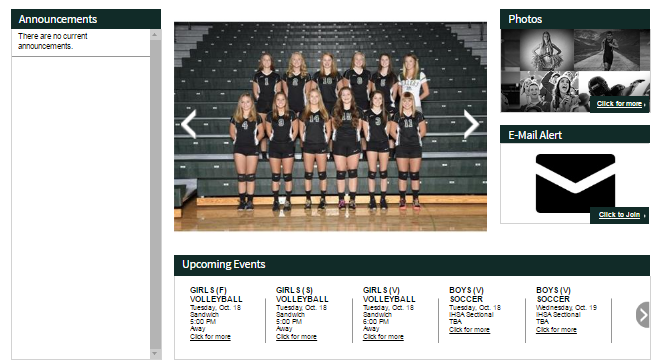 Announcements
There are no current
announcements.
Photos
Click for more ›
E-Mail Alert
Click to Join ›
Upcoming Events
GIRLS (F)
VOLLEYBALL
Tuesday, Oct. 18
Sandwich
5:00 PM
Away
Click for more
GIRLS (S)
VOLLEYBALL
Tuesday, Oct. 18
Sandwich
5:00 PM
Away
Click for more
GIRLS (V)
VOLLEYBALL
Tuesday, Oct. 18
Sandwich
6:00 PM
Away
Click for more
BOYS (V)
SOCCER
Tuesday, Oct. 18
IHSA Sectional
TBA
Click for more
BOYS (V)
SOCCER
Wednesday, Oct. 19
IHSA Sectional
TBA
Click for more